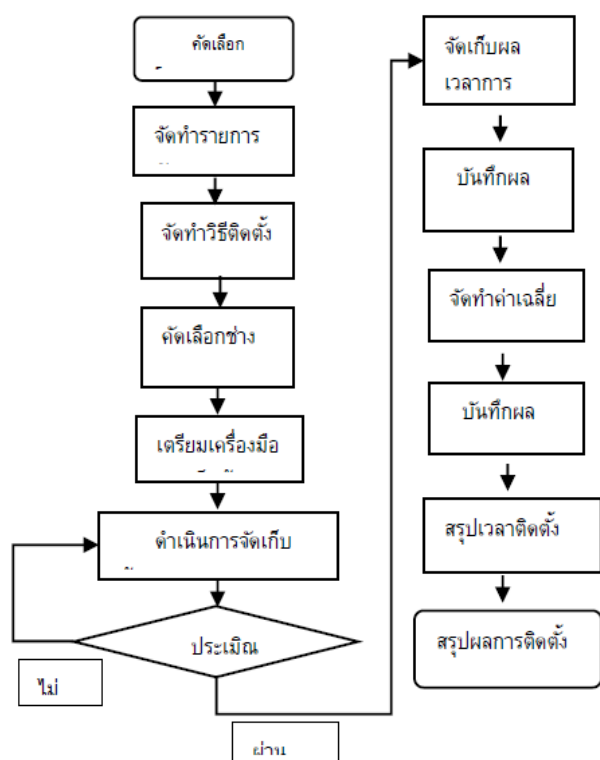 คัดเลือก
จัดทำรายการ
จัดทำวิธีติดตั้ง
คัดเลือกช่าง
เตรียมเครื่องมือ
ดำเนินการจัดเก็บ
ประเมิณ
ไม่
ผ่าน
จัดเก็บผล
เวลาการ
บันทึกผล
จัดทำค่าเฉลี่ย
บันทึกผล
สรุปเวลาติดตั้ง
สรุปผลการติดตั้ง